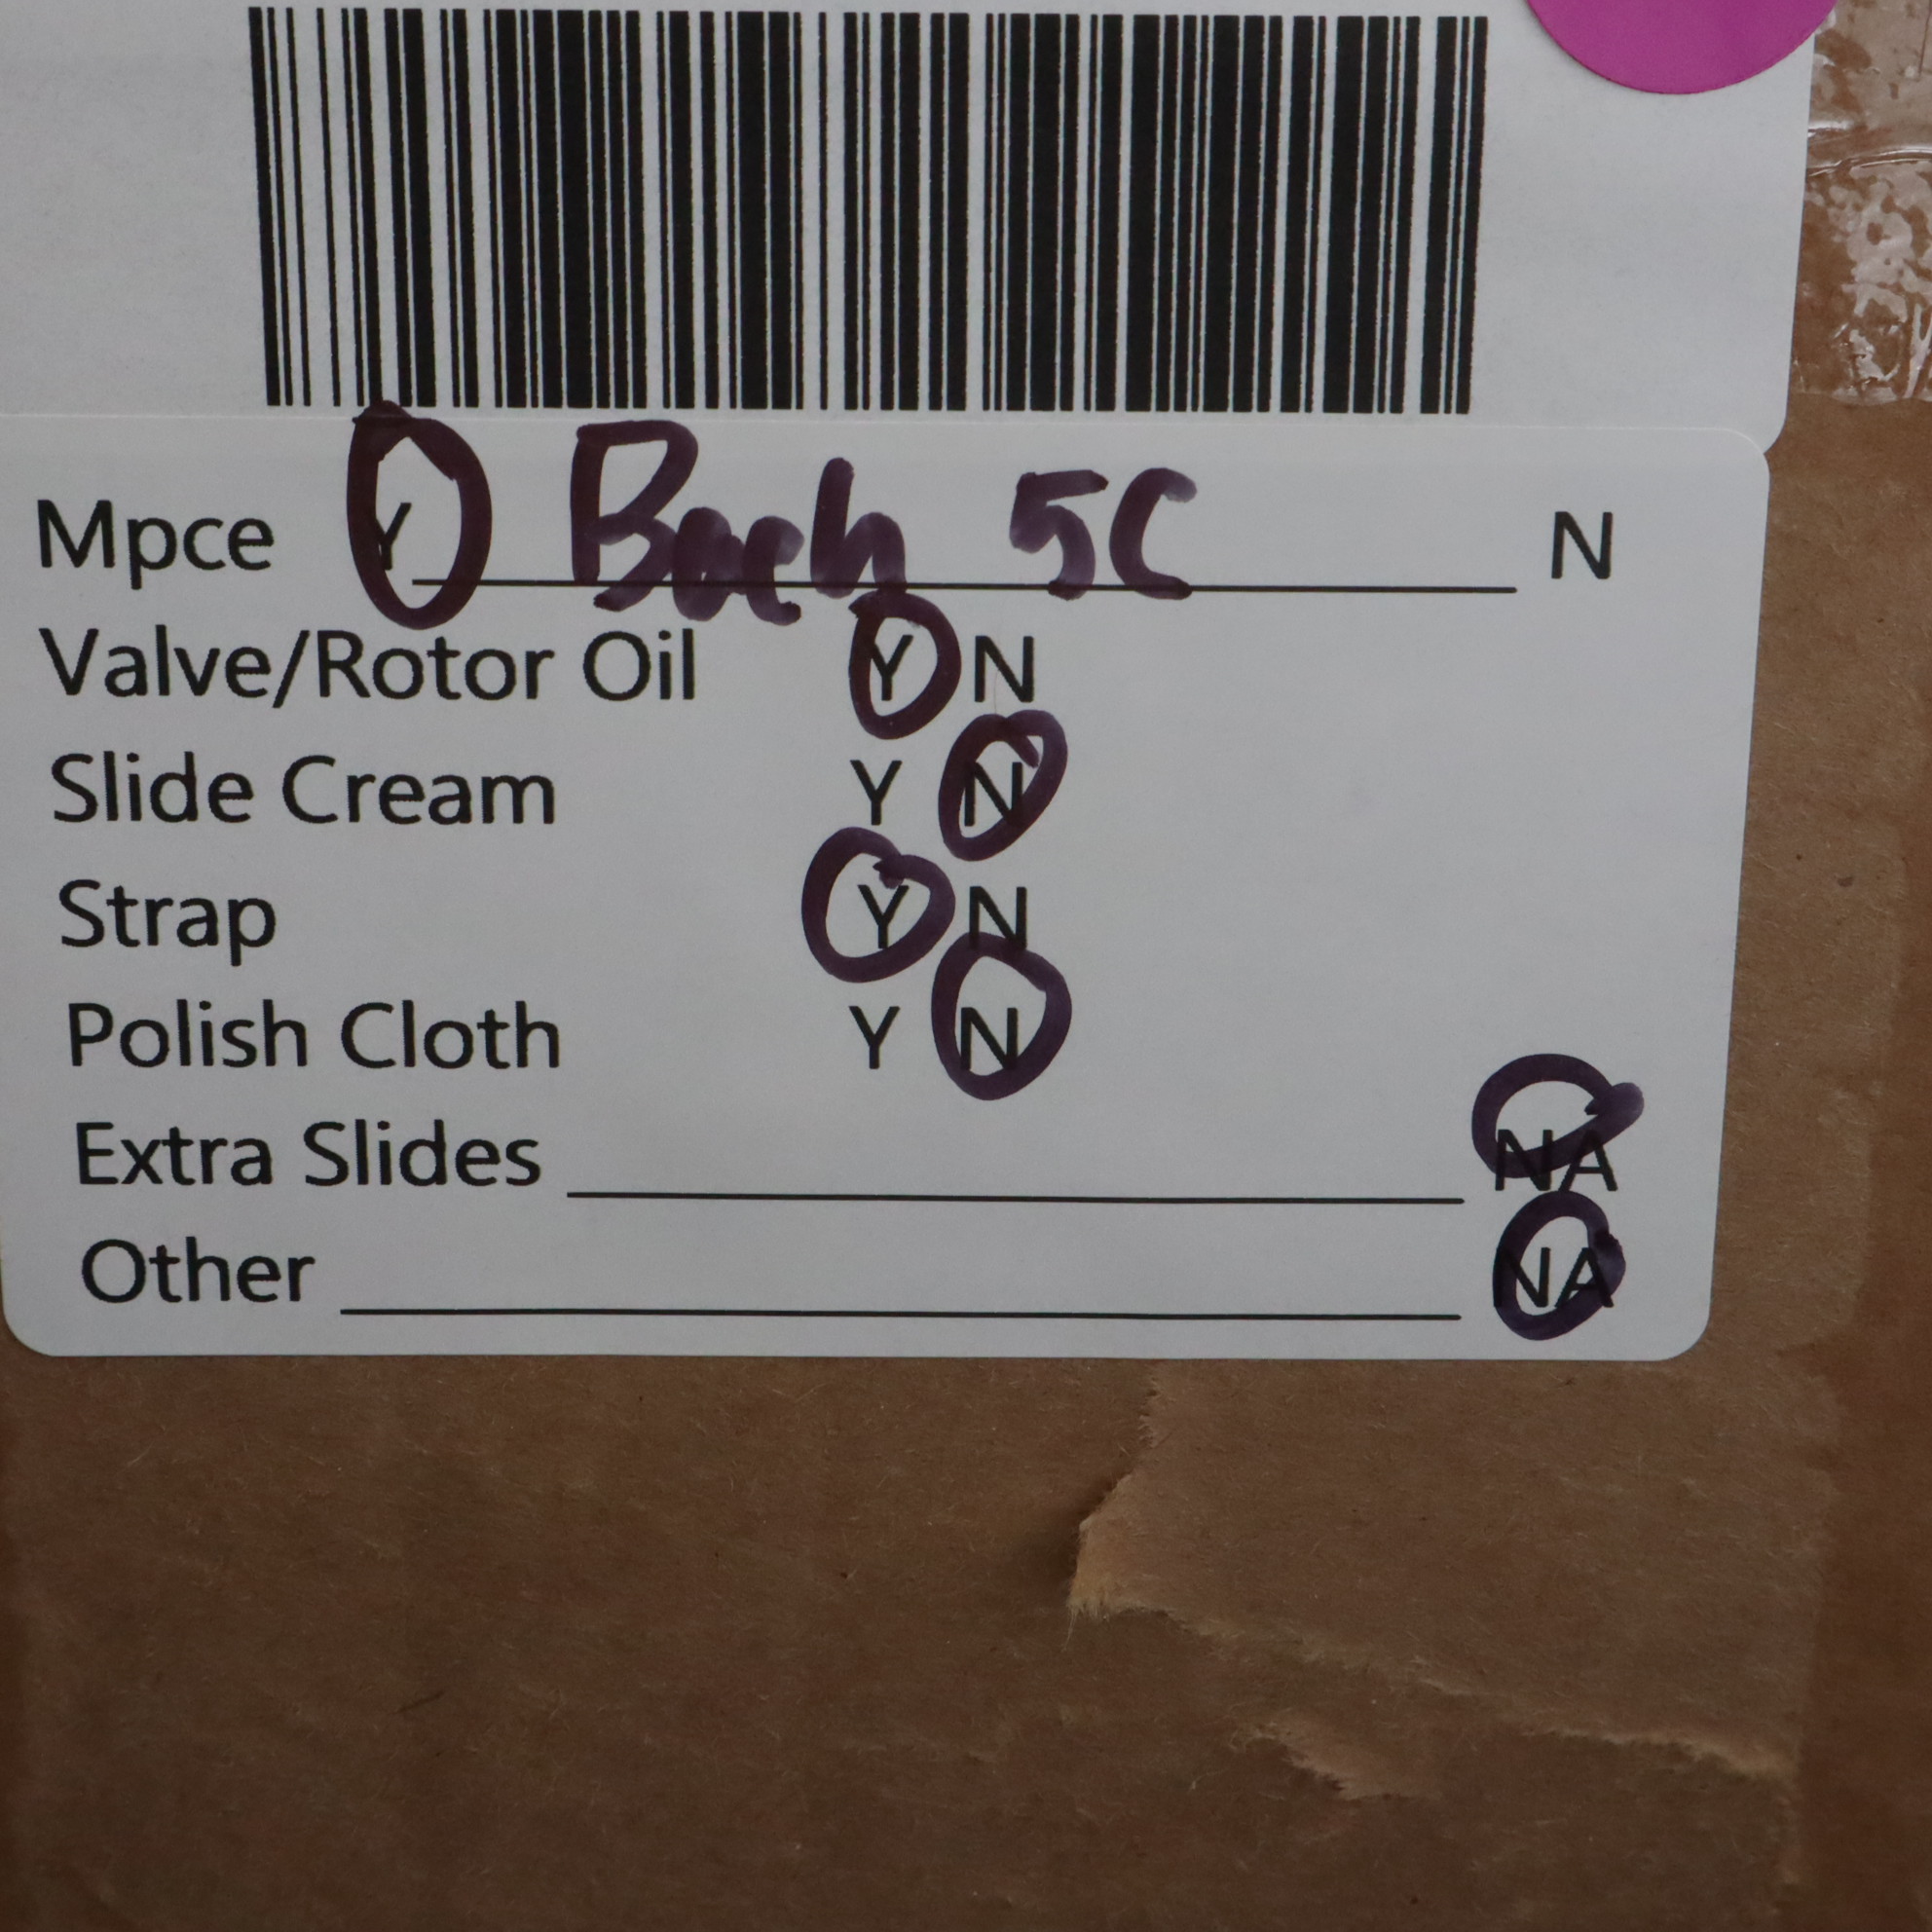 Mpce Y Bach 5C N
Valve/Rotor Oil Y N
Slide Cream Y N
Strap Y N
Polish Cloth Y N
Extra Slides NA
Other NA